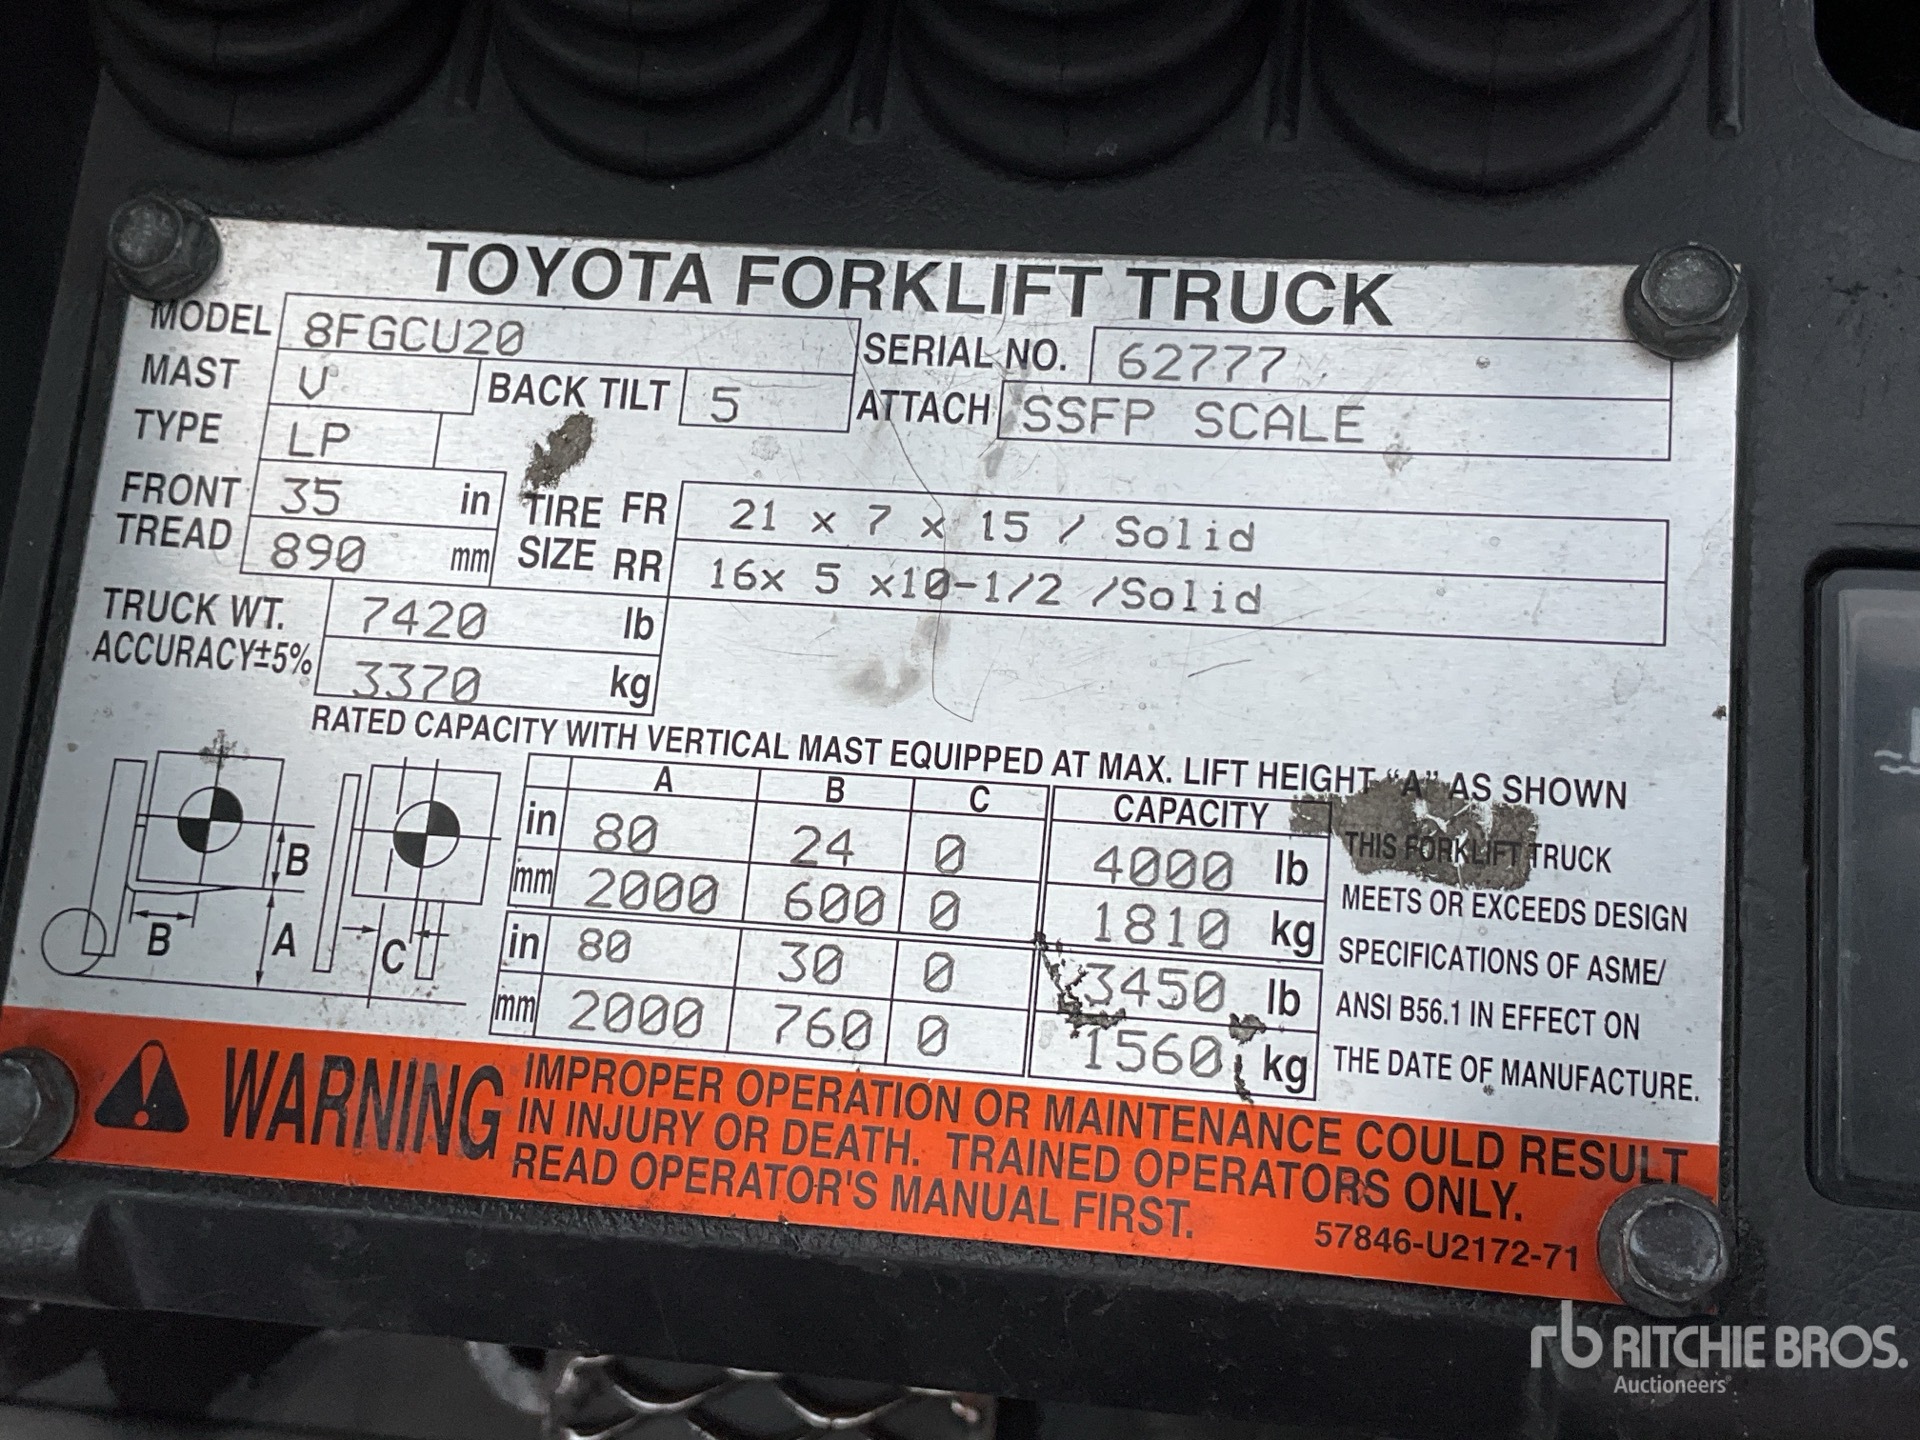 TOYOTA FORKLIFT TRUCK
MODEL 8FGCU20 SERIAL NO. 62777
MAST V BACK TILT 5 ATTACH SSFP SCALE
TYPE LP
FRONT TREAD 35 in 890 mm
TIRE SIZE FR 21 x 7 x 15 / Solid
RR 16x 5 x10-1/2 /Solid
TRUCK WT. 7420 lb
ACCURACY±5% 3370 kg
RATED CAPACITY WITH VERTICAL MAST EQUIPPED AT MAX. LIFT HEIGHT "A" AS SHOWN
A B C CAPACITY
in 80 24 0 4000 lb
mm 2000 600 0 1810 kg
in 80 30 0 3450 lb
mm 2000 760 0 1560 kg
B
B A C
THIS FORKLIFT TRUCK
MEETS OR EXCEEDS DESIGN
SPECIFICATIONS OF ASME/
ANSI B56.1 IN EFFECT ON
THE DATE OF MANUFACTURE.
WARNING
IMPROPER OPERATION OR MAINTENANCE COULD RESULT
IN INJURY OR DEATH. TRAINED OPERATORS ONLY.
READ OPERATOR'S MANUAL FIRST.
57846-U2172-71
rb RITCHIE BROS.
Auctioneers